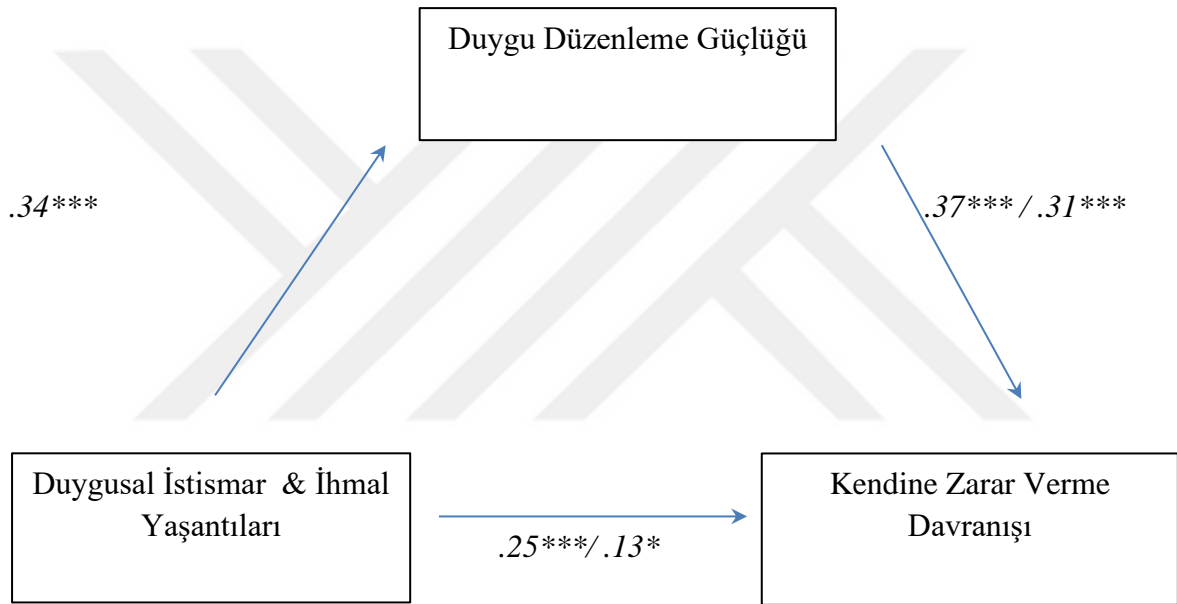 Duygu Düzenleme Güçlüğü
.34***
.37*** / .31***
Duygusal İstismar & İhmal
Yaşantıları
.25***/ .13*
Kendine Zarar Verme
Davranışı